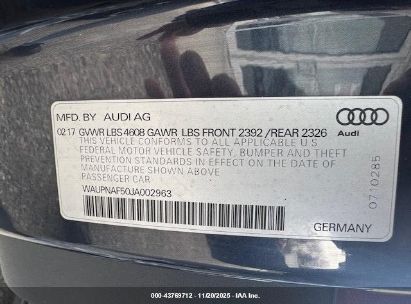 MFD. BY AUDI AG
02.17 GVWR LBS 4608 GAWR LBS FRONT 2392 /REAR 2326
THIS VEHICLE CONFORMS TO ALL APPLICABLE U.S
FEDERAL MOTOR VEHICLE SAFETY, BUMPER AND THEFT
PREVENTION STANDARDS IN EFFECT ON THE DATE OF
MANUFACTURE SHOWN ABOVE.
PASSENGER CAR
WAUPNAF50JA002963
Audi
0710285
GERMANY
000-43769712 | 11/20/2025 -- IAA Inc.